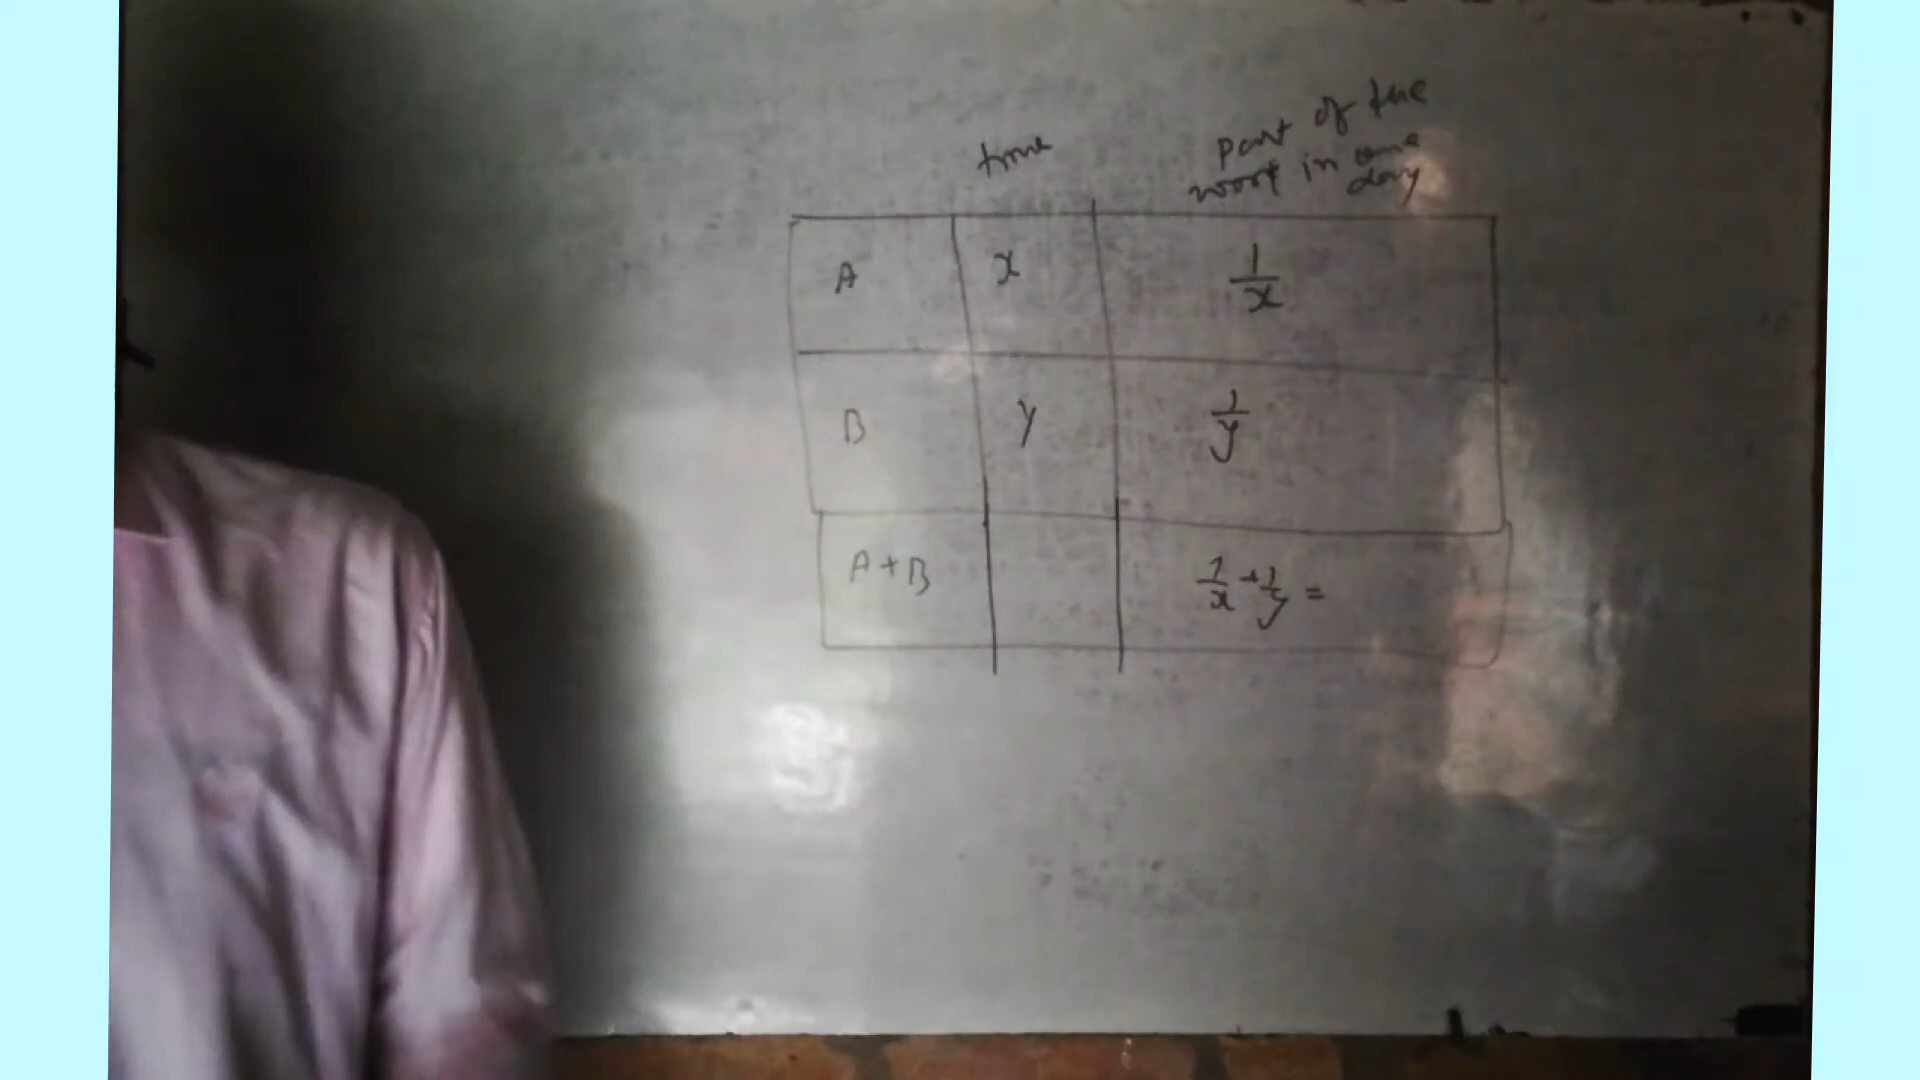 time
part of the
work in one
day
A x 1/x
B y 1/y
A+B 1/x + 1/y =